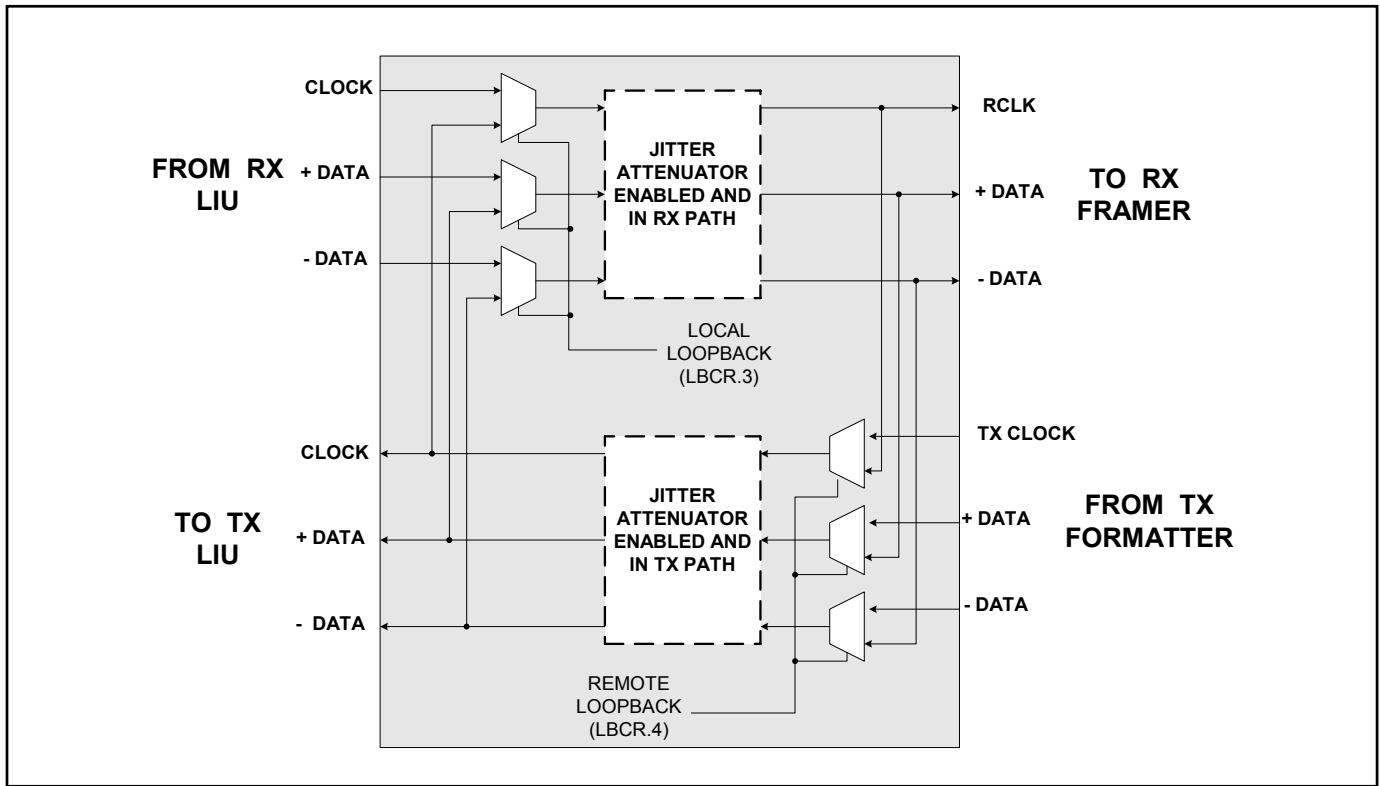 CLOCK
FROM RX
LIU
+ DATA
- DATA
JITTER
ATTENUATOR
ENABLED AND
IN RX PATH
RCLK
+ DATA
- DATA
TO RX
FRAMER
LOCAL
LOOPBACK
(LBCR.3)
CLOCK
TO TX
LIU
+ DATA
- DATA
JITTER
ATTENUATOR
ENABLED AND
IN TX PATH
TX CLOCK
+ DATA
- DATA
FROM TX
FORMATTER
REMOTE
LOOPBACK
(LBCR.4)